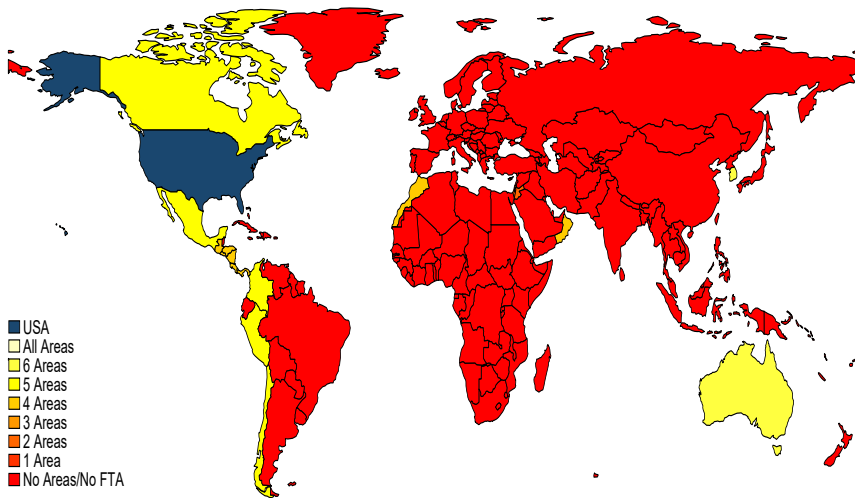 USA
All Areas
6 Areas
5 Areas
4 Areas
3 Areas
2 Areas
1 Area
No Areas/No FTA